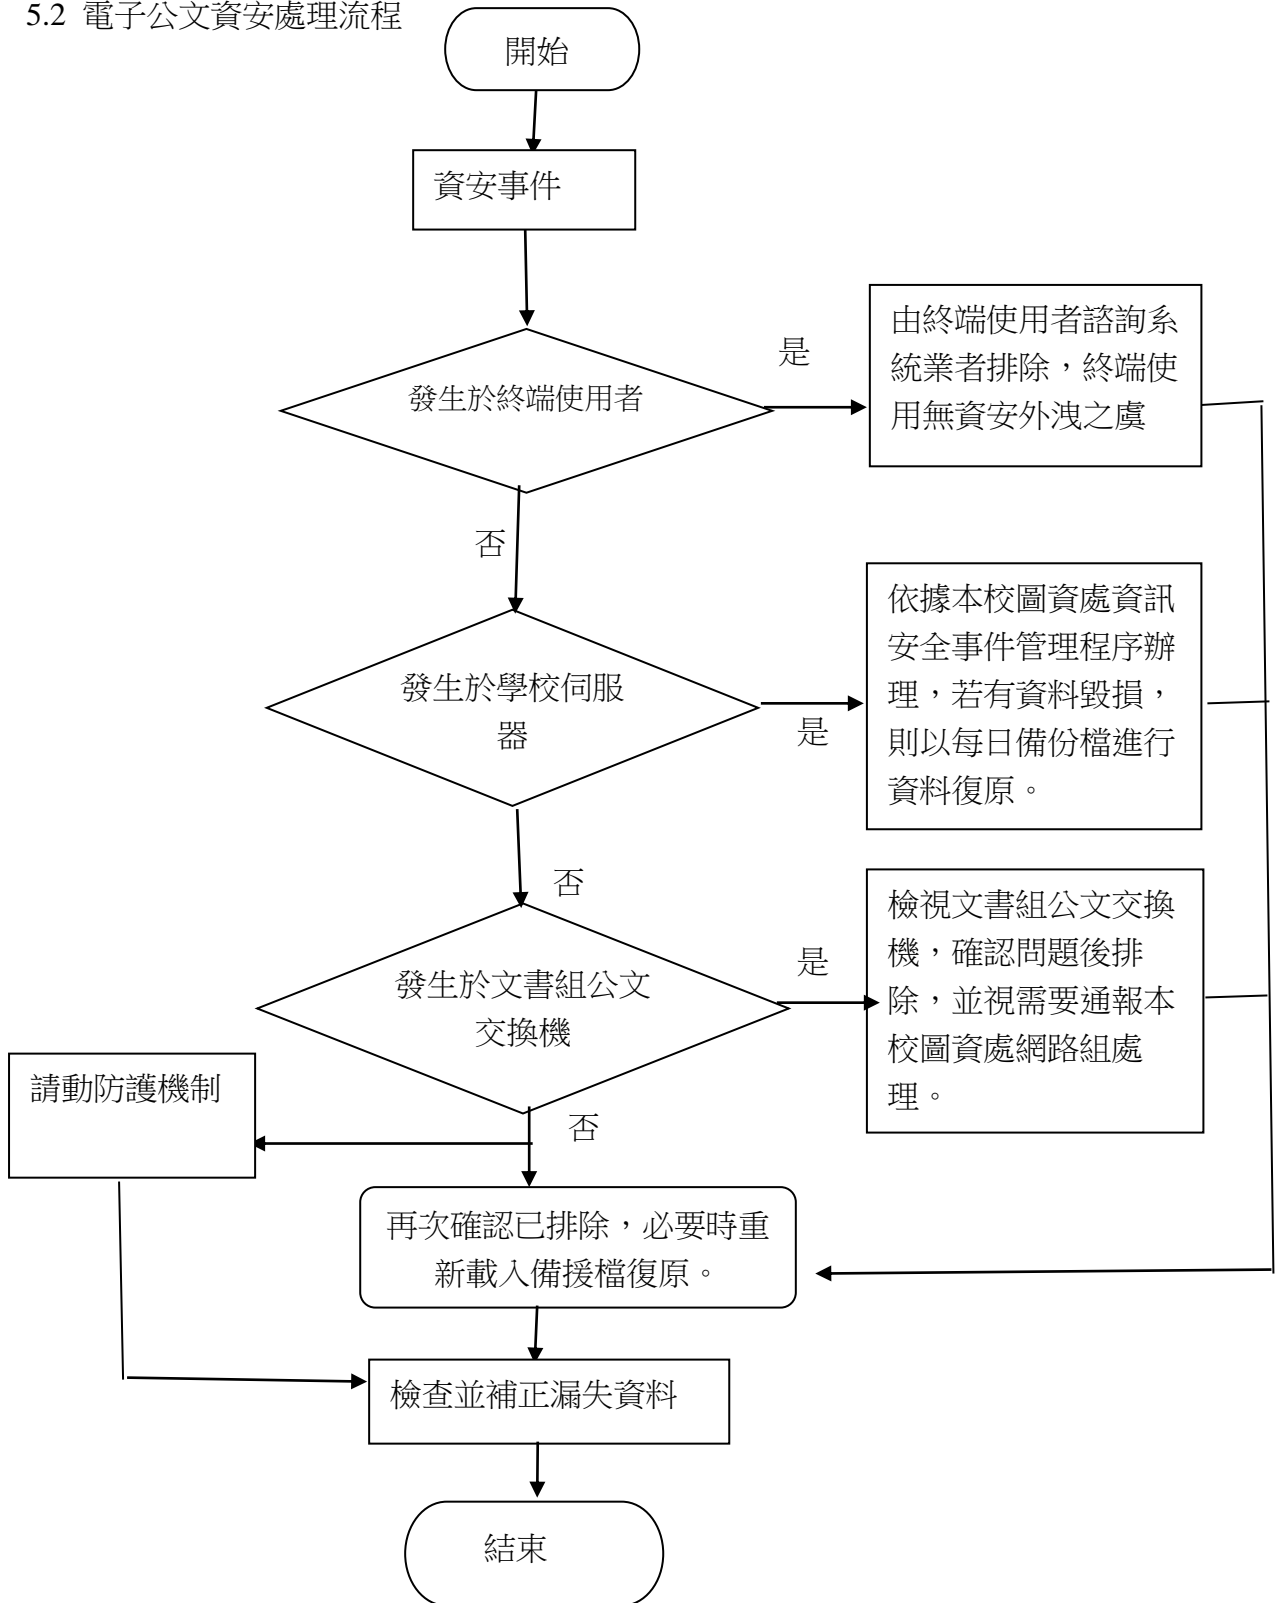 5.2 電子公文資安處理流程
開始
資安事件
發生於終端使用者
是
由終端使用者諮詢系
統業者排除，終端使
用無資安外洩之虞
否
發生於學校伺服
器
是
依據本校圖資處資訊
安全事件管理程序辦
理，若有資料毀損，
則以每日備份檔進行
資料復原。
否
發生於文書組公文
交換機
是
檢視文書組公文交換
機，確認問題後排
除，並視需要通報本
校圖資處網路組處
理。
請動防護機制
否
再次確認已排除，必要時重
新載入備援檔復原。
檢查並補正漏失資料
結束